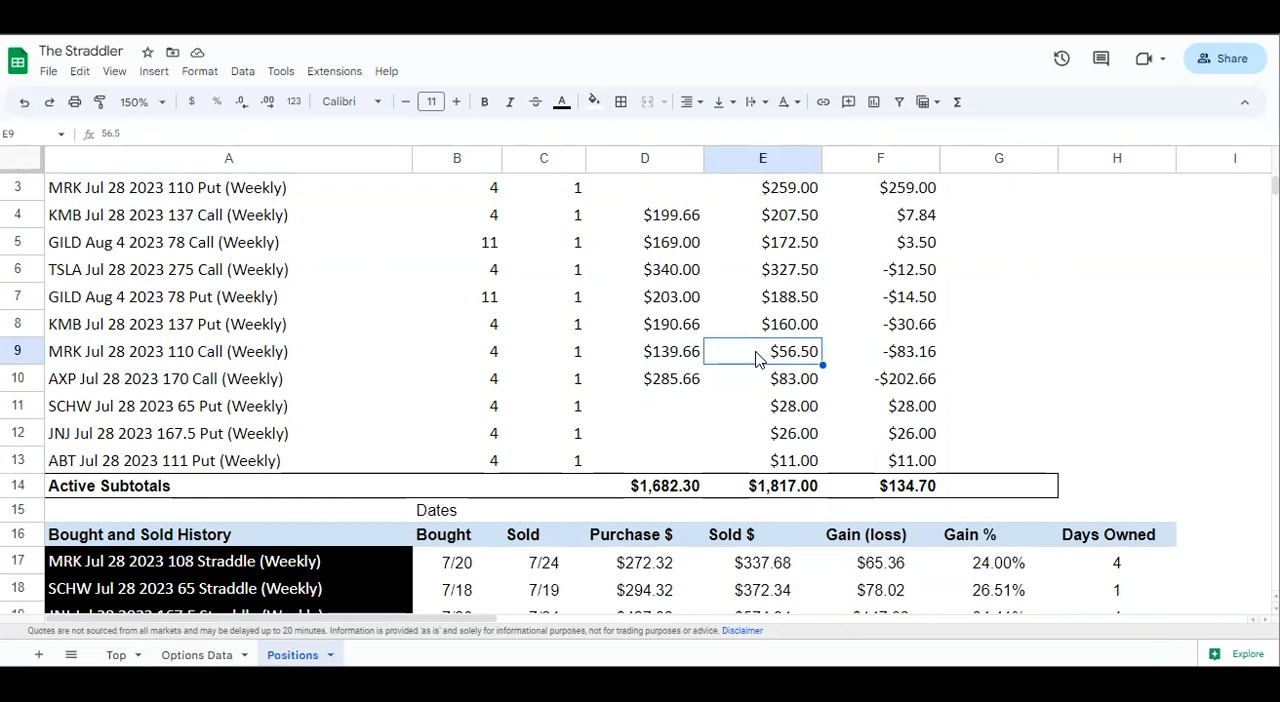 The Straddler
File Edit View Insert Format Data Tools Extensions Help
Share
150% $ % .0 .00 123 Calibri 11 B I A Σ
E9 fx 56.5
A B C D E F G H I
3 MRK Jul 28 2023 110 Put (Weekly) 4 1 $259.00 $259.00
4 KMB Jul 28 2023 137 Call (Weekly) 4 1 $199.66 $207.50 $7.84
5 GILD Aug 4 2023 78 Call (Weekly) 11 1 $169.00 $172.50 $3.50
6 TSLA Jul 28 2023 275 Call (Weekly) 4 1 $340.00 $327.50 -$12.50
7 GILD Aug 4 2023 78 Put (Weekly) 11 1 $203.00 $188.50 -$14.50
8 KMB Jul 28 2023 137 Put (Weekly) 4 1 $190.66 $160.00 -$30.66
9 MRK Jul 28 2023 110 Call (Weekly) 4 1 $139.66 $56.50 -$83.16
10 AXP Jul 28 2023 170 Call (Weekly) 4 1 $285.66 $83.00 -$202.66
11 SCHW Jul 28 2023 65 Put (Weekly) 4 1 $28.00 $28.00
12 JNJ Jul 28 2023 167.5 Put (Weekly) 4 1 $26.00 $26.00
13 ABT Jul 28 2023 111 Put (Weekly) 4 1 $11.00 $11.00
14 Active Subtotals $1,682.30 $1,817.00 $134.70
15 Dates
16 Bought and Sold History Bought Sold Purchase $ Sold $ Gain (loss) Gain % Days Owned
17 MRK Jul 28 2023 108 Straddle (Weekly) 7/20 7/24 $272.32 $337.68 $65.36 24.00% 4
18 SCHW Jul 28 2023 65 Straddle (Weekly) 7/18 7/19 $294.32 $372.34 $78.02 26.51% 1
JNJ Jul 28 2023 167.5 Straddle (Weekly)
Quotes are not sourced from all markets and may be delayed up to 20 minutes. Information is provided 'as is' and solely for informational purposes, not for trading purposes or advice. Disclaimer
+ Top Options Data Positions Explore